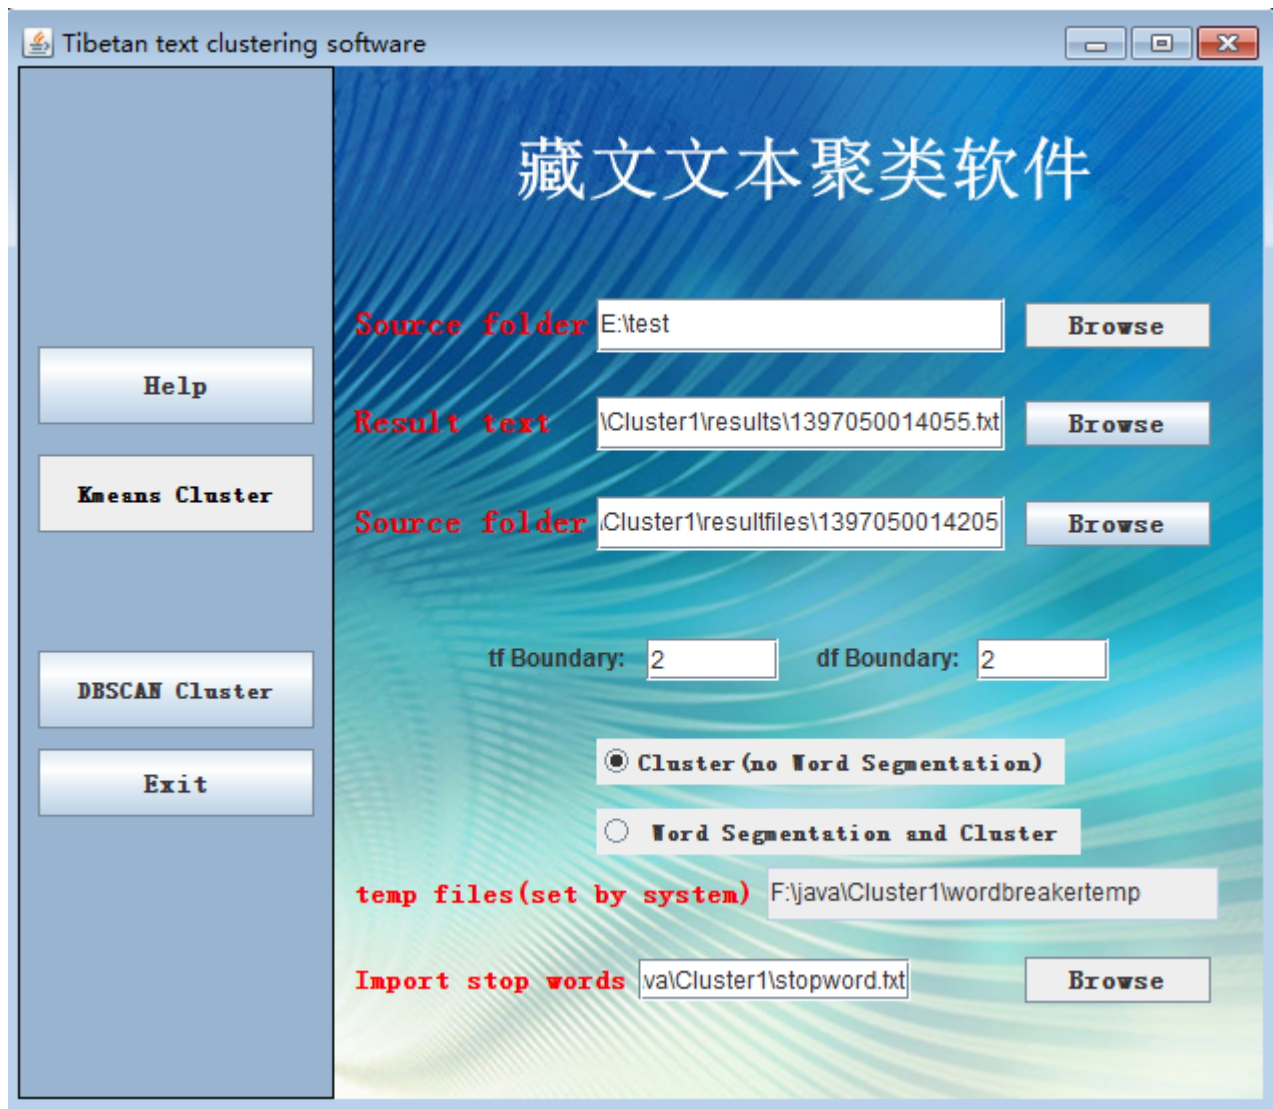 Tibetan text clustering software
藏文文本聚类软件
Source folder E:\test Browse
Help
Result text \Cluster1\results\1397050014055.txt Browse
Kmeans Cluster
Source folder Cluster1\resultfiles\1397050014205 Browse
tf Boundary: 2 df Boundary: 2
DBSCAN Cluster
Cluster(no Word Segmentation)
Exit
Word Segmentation and Cluster
temp files(set by system) F:\java\Cluster1\wordbreakertemp
Import stop words va\Cluster1\stopword.txt Browse